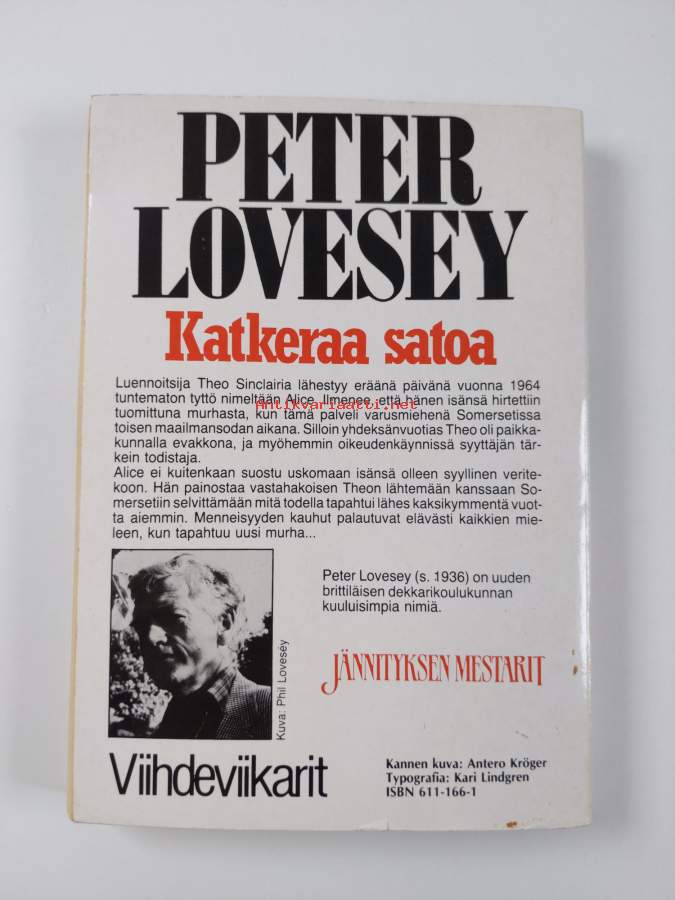 PETER
LOVESEY
Katkeraa satoa
Luennoitsija Theo Sinclairia lähestyy eräänä päivänä vuonna 1964
tuntematon tyttö nimeltään Alice. Ilmenee, että hänen isänsä hirtettiin
Antikvariaatti.net
tuomittuna murhasta, kun tämä palveli varusmiehenä Somersetissa
toisen maailmansodan aikana. Silloin yhdeksänvuotias Theo oli paikka-
kunnalla evakkona, ja myöhemmin oikeudenkäynnissä syyttäjän tär-
kein todistaja.
Alice ei kuitenkaan suostu uskomaan isänsä olleen syyllinen verite-
koon. Hän painostaa vastahakoisen Theon lähtemään kanssaan So-
mersetiin selvittämään mitä todella tapahtui lähes kaksikymmentä vuot-
ta aiemmin. Menneisyyden kauhut palautuvat elävästi kaikkien mie-
leen, kun tapahtuu uusi murha...
Peter Lovesey (s. 1936) on uuden
brittiläisen dekkarikoulukunnan
kuuluisimpia nimiä.
JÄNNITYKSEN MESTARIT
Kuva: Phil Loveséy
Viihdeviikarit
Kannen kuva: Antero Kröger
Typografia: Kari Lindgren
ISBN 611-166-1